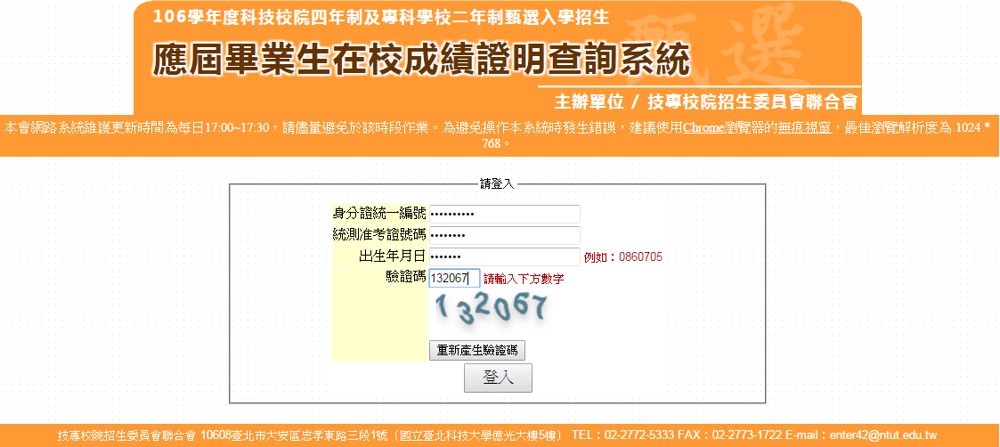 106學年度科技校院四年制及專科學校二年制甄選入學招生
甄選
應屆畢業生在校成績證明查詢系統
主辦單位 / 技專校院招生委員會聯合會
本會網路系統維護更新時間為每日17:00~17:30，請儘量避免於該時段作業。為避免操作本系統時發生錯誤，建議使用Chrome瀏覽器的無痕視窗，最佳瀏覽解析度為 1024 *
768。
請登入
身分證統一編號 ••••••••••
統測准考證號碼 ••••••••
出生年月日 ••••••• 例如：0860705
驗證碼 132067 請輸入下方數字
132067
重新產生驗證碼
登入
技專校院招生委員會聯合會 10608臺北市大安區忠孝東路三段1號（國立臺北科技大學億光大樓5樓） TEL：02-2772-5333 FAX：02-2773-1722 E-mail：enter42@ntut.edu.tw